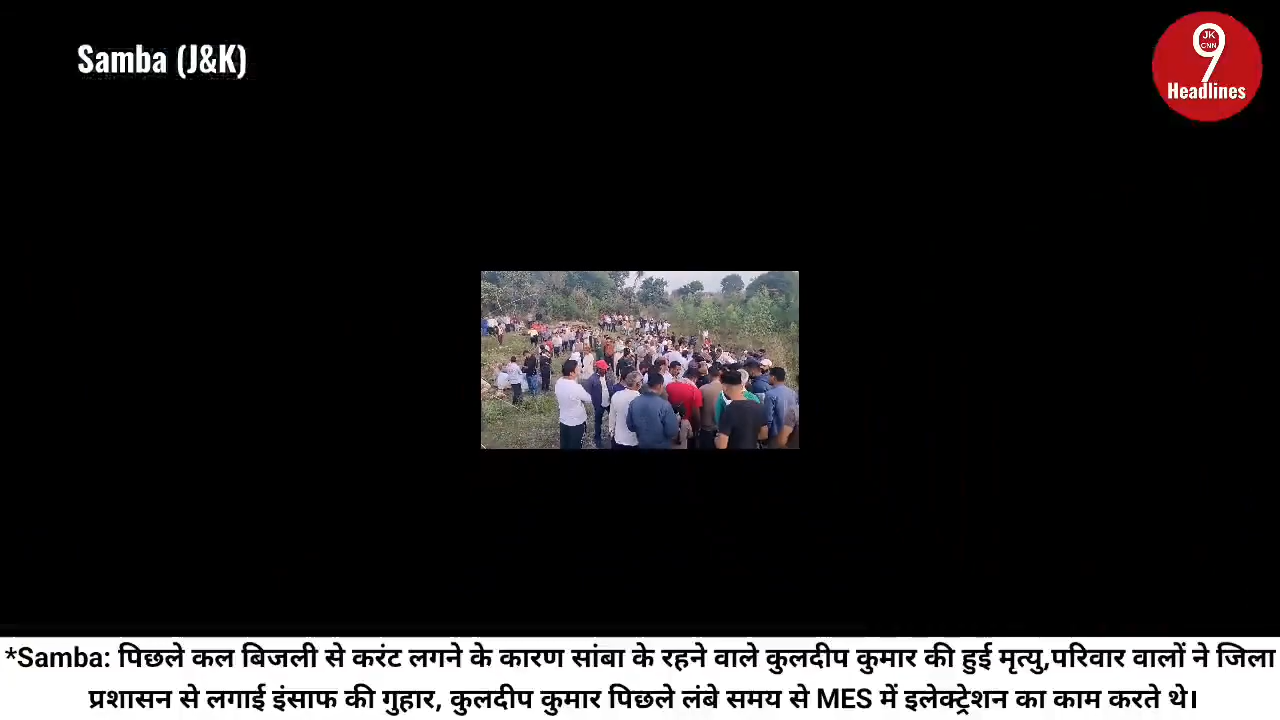 Samba (J&K)
JK
CNN
9
Headlines
*Samba: पिछले कल बिजली से करंट लगने के कारण सांबा के रहने वाले कुलदीप कुमार की हुई मृत्यु,परिवार वालों ने जिला
प्रशासन से लगाई इंसाफ की गुहार, कुलदीप कुमार पिछले लंबे समय से MES में इलेक्ट्रेशन का काम करते थे।